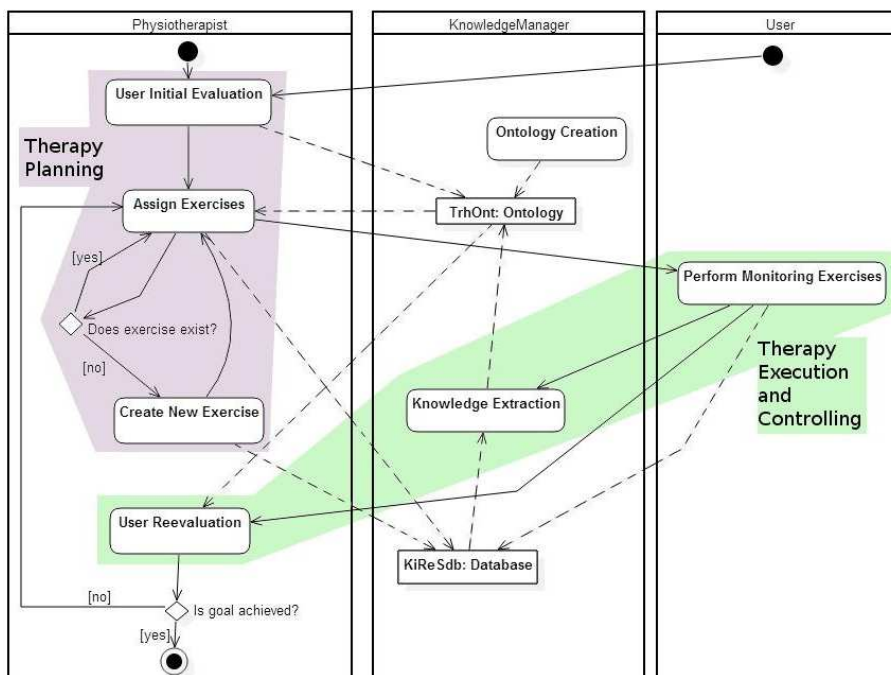 Physiotherapist
KnowledgeManager
User
User Initial Evaluation
Ontology Creation
Therapy
Planning
Assign Exercises
TrhOnt: Ontology
[yes]
Perform Monitoring Exercises
Does exercise exist?
[no]
Therapy
Execution
and
Controlling
Create New Exercise
Knowledge Extraction
User Reevaluation
KiReSdb: Database
[no]
Is goal achieved?
[yes]